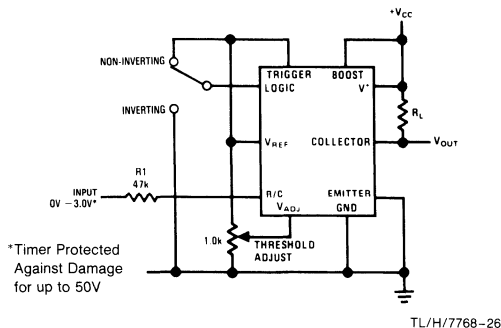 +VCC
NON-INVERTING
TRIGGER
BOOST
LOGIC
V+
RL
INVERTING
VREF
COLLECTOR
VOUT
R1
47k
INPUT
0V –3.0V*
R/C
EMITTER
VADJ
GND
1.0k
THRESHOLD
ADJUST
*Timer Protected
Against Damage
for up to 50V
TL/H/7768-26